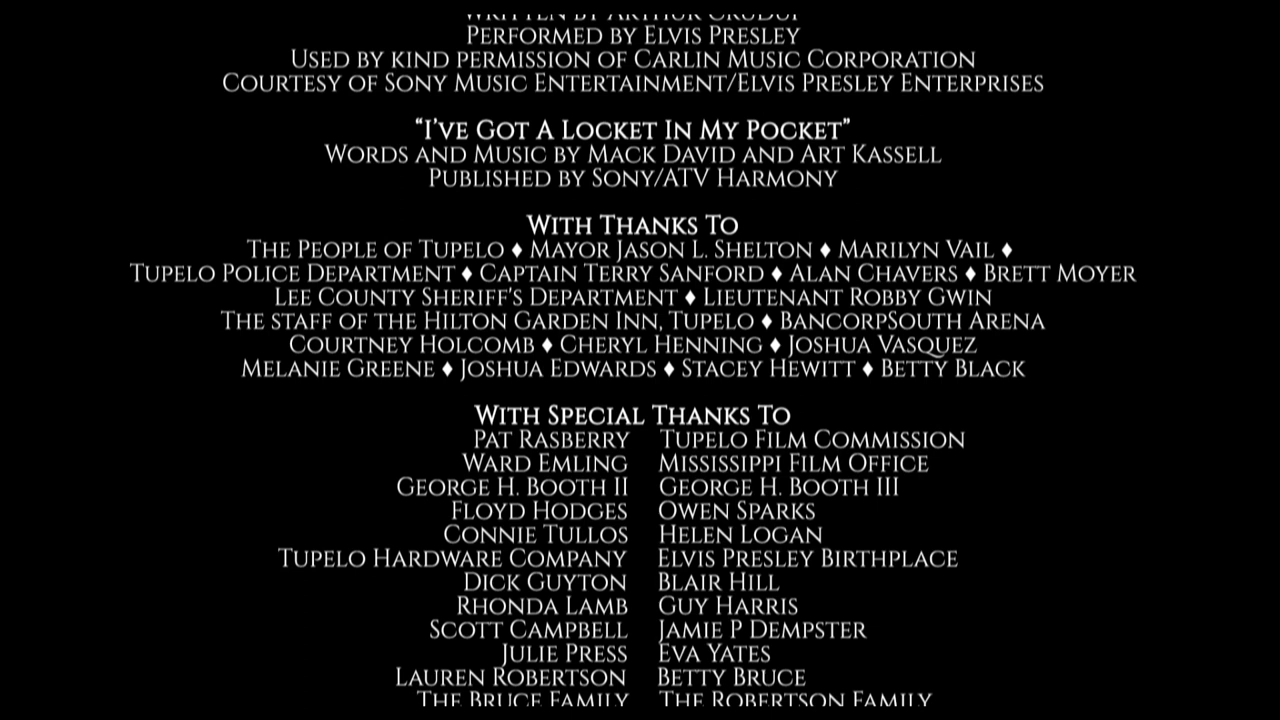 WRITTEN BY ARTHUR CRUDUP
PERFORMED BY ELVIS PRESLEY
USED BY KIND PERMISSION OF CARLIN MUSIC CORPORATION
COURTESY OF SONY MUSIC ENTERTAINMENT/ELVIS PRESLEY ENTERPRISES
“I’VE GOT A LOCKET IN MY POCKET”
WORDS AND MUSIC BY MACK DAVID AND ART KASSELL
PUBLISHED BY SONY/ATV HARMONY
WITH THANKS TO
THE PEOPLE OF TUPELO ♦ MAYOR JASON L. SHELTON ♦ MARILYN VAIL ♦
TUPELO POLICE DEPARTMENT ♦ CAPTAIN TERRY SANFORD ♦ ALAN CHAVERS ♦ BRETT MOYER
LEE COUNTY SHERIFF'S DEPARTMENT ♦ LIEUTENANT ROBBY GWIN
THE STAFF OF THE HILTON GARDEN INN, TUPELO ♦ BANCORPSOUTH ARENA
COURTNEY HOLCOMB ♦ CHERYL HENNING ♦ JOSHUA VASQUEZ
MELANIE GREENE ♦ JOSHUA EDWARDS ♦ STACEY HEWITT ♦ BETTY BLACK
WITH SPECIAL THANKS TO
PAT RASBERRY TUPELO FILM COMMISSION
WARD EMLING MISSISSIPPI FILM OFFICE
GEORGE H. BOOTH II GEORGE H. BOOTH III
FLOYD HODGES OWEN SPARKS
CONNIE TULLOS HELEN LOGAN
TUPELO HARDWARE COMPANY ELVIS PRESLEY BIRTHPLACE
DICK GUYTON BLAIR HILL
RHONDA LAMB GUY HARRIS
SCOTT CAMPBELL JAMIE P DEMPSTER
JULIE PRESS EVA YATES
LAUREN ROBERTSON BETTY BRUCE
THE BRUCE FAMILY THE ROBERTSON FAMILY